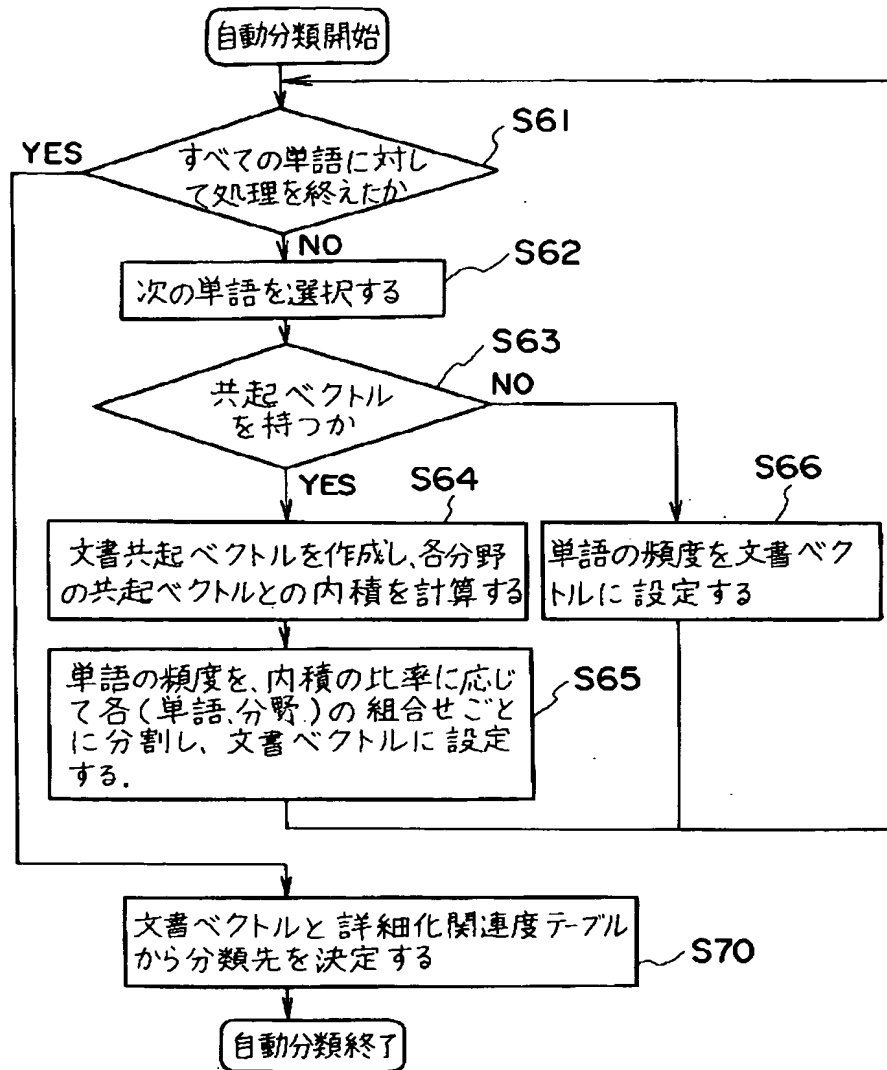 自動分類開始
S61
YES
すべての単語に対し
て処理を終えたか
NO
S62
次の単語を選択する
S63
共起ベクトル
を持つか
NO
YES
S64
S66
文書共起ベクトルを作成し、各分野
の共起ベクトルとの内積を計算する
単語の頻度を文書ベク
トルに設定する
単語の頻度を、内積の比率に応じ
て各(単語、分野.)の組合せごと
に分割し、文書ベクトルに設定
する.
S65
文書ベクトルと詳細化関連度テーブル
から分類先を決定する
S70
自動分類終了